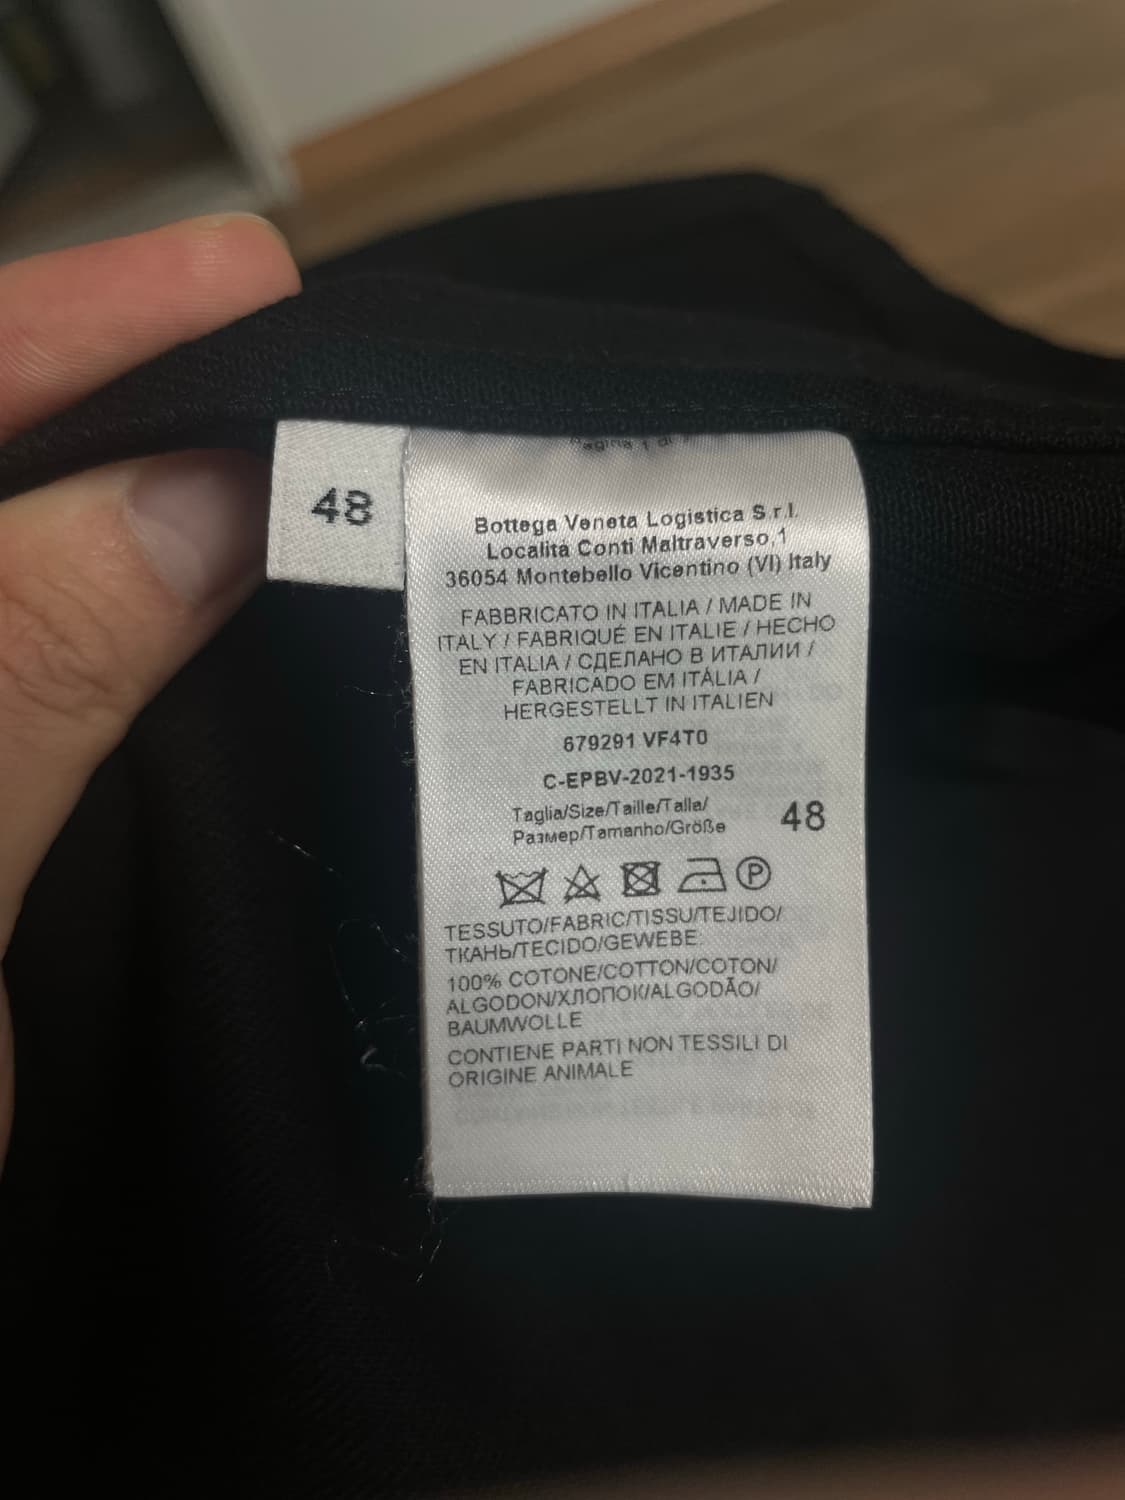 48
Pagina 1 di
Bottega Veneta Logistica S.r.l.
Località Conti Maltraverso,1
36054 Montebello Vicentino (VI) Italy
FABBRICATO IN ITALIA / MADE IN
ITALY / FABRIQUÉ EN ITALIE / HECHO
EN ITALIA / СДЕЛАНО В ИТАЛИИ /
FABRICADO EM ITÁLIA /
HERGESTELLT IN ITALIEN
679291 VF4T0
C-EPBV-2021-1935
Taglia/Size/Taille/Talla/
Размер/Tamanho/Größe 48
P
TESSUTO/FABRIC/TISSU/TEJIDO/
ТКАНЬ/TECIDO/GEWEBE:
100% COTONE/COTTON/COTON/
ALGODON/ХЛОПОК/ALGODÃO/
BAUMWOLLE
CONTIENE PARTI NON TESSILI DI
ORIGINE ANIMALE